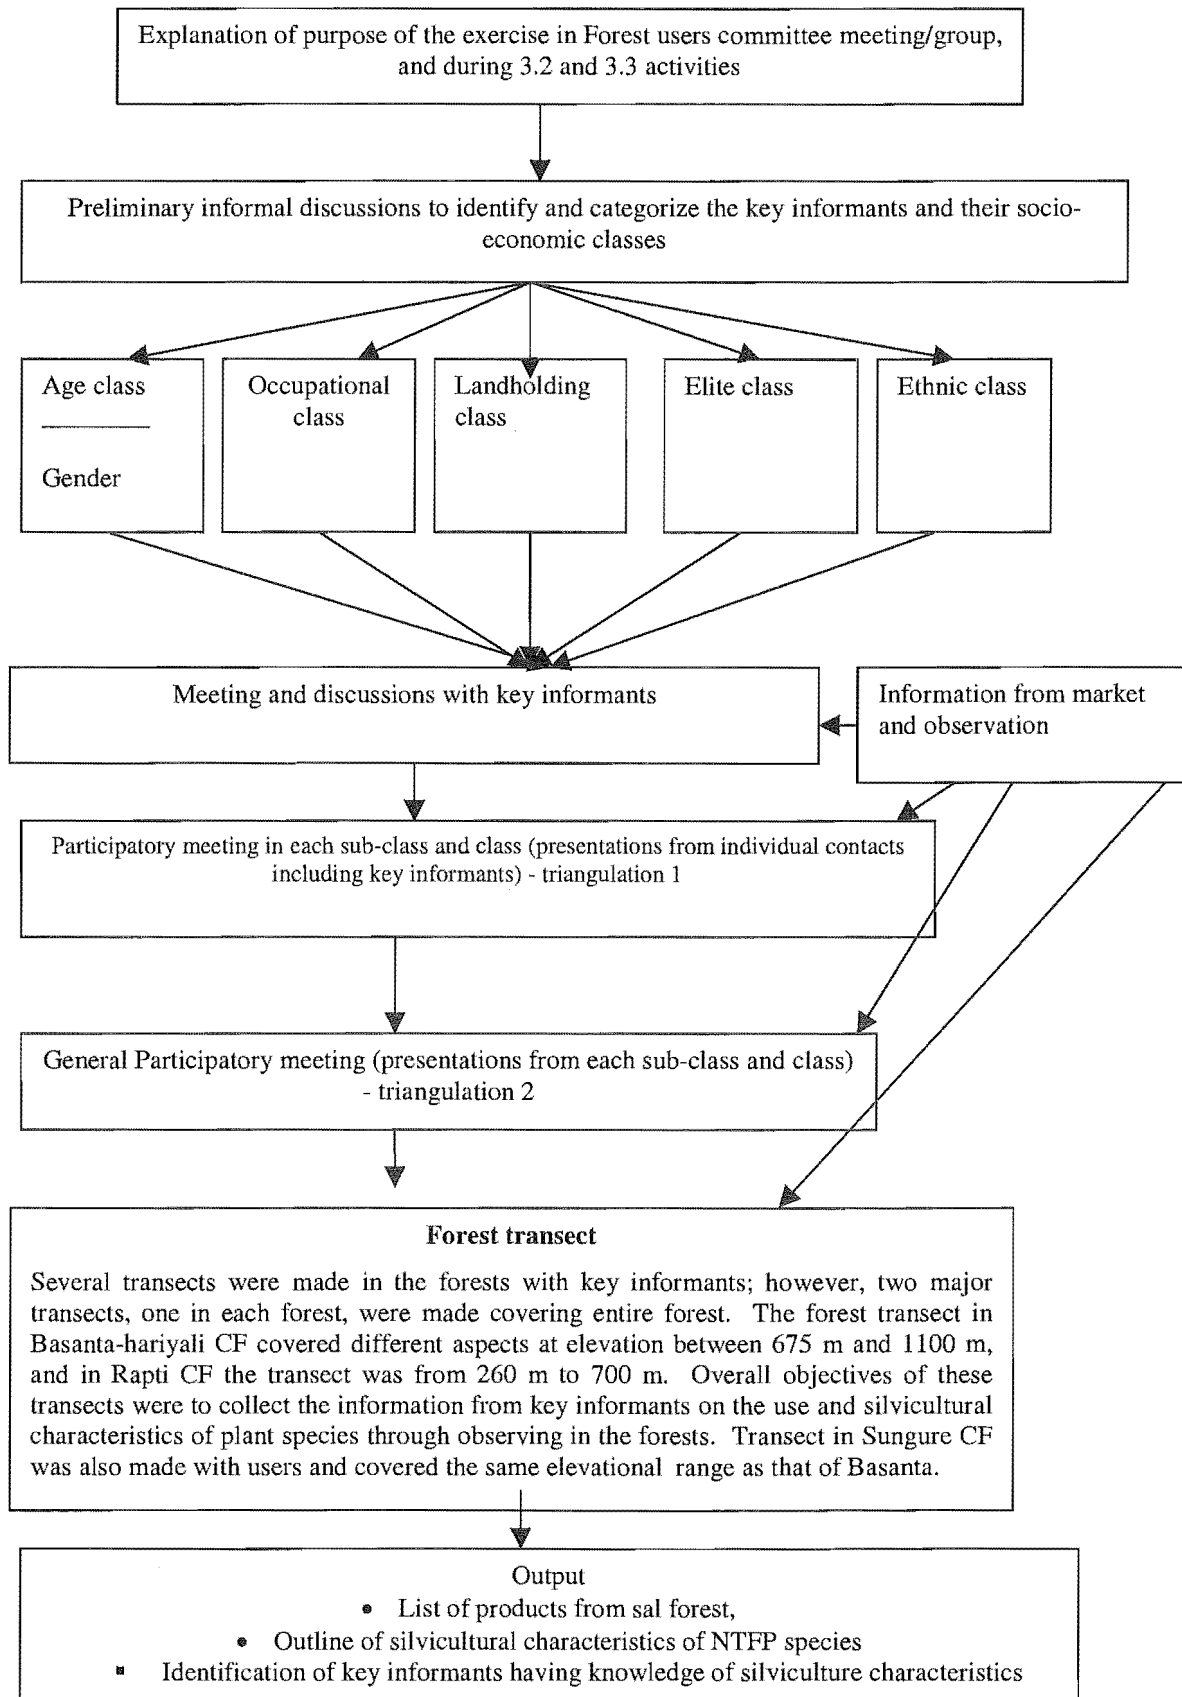 Explanation of purpose of the exercise in Forest users committee meeting/group,
and during 3.2 and 3.3 activities
Preliminary informal discussions to identify and categorize the key informants and their socio-
economic classes
Age class
Gender
Occupational
class
Landholding
class
Elite class
Ethnic class
Meeting and discussions with key informants
Information from market
and observation
Participatory meeting in each sub-class and class (presentations from individual contacts
including key informants) - triangulation 1
General Participatory meeting (presentations from each sub-class and class)
- triangulation 2
Forest transect
Several transects were made in the forests with key informants; however, two major
transects, one in each forest, were made covering entire forest. The forest transect in
Basanta-hariyali CF covered different aspects at elevation between 675 m and 1100 m,
and in Rapti CF the transect was from 260 m to 700 m. Overall objectives of these
transects were to collect the information from key informants on the use and silvicultural
characteristics of plant species through observing in the forests. Transect in Sungure CF
was also made with users and covered the same elevational range as that of Basanta.
Output
• List of products from sal forest,
• Outline of silvicultural characteristics of NTFP species
▪ Identification of key informants having knowledge of silviculture characteristics